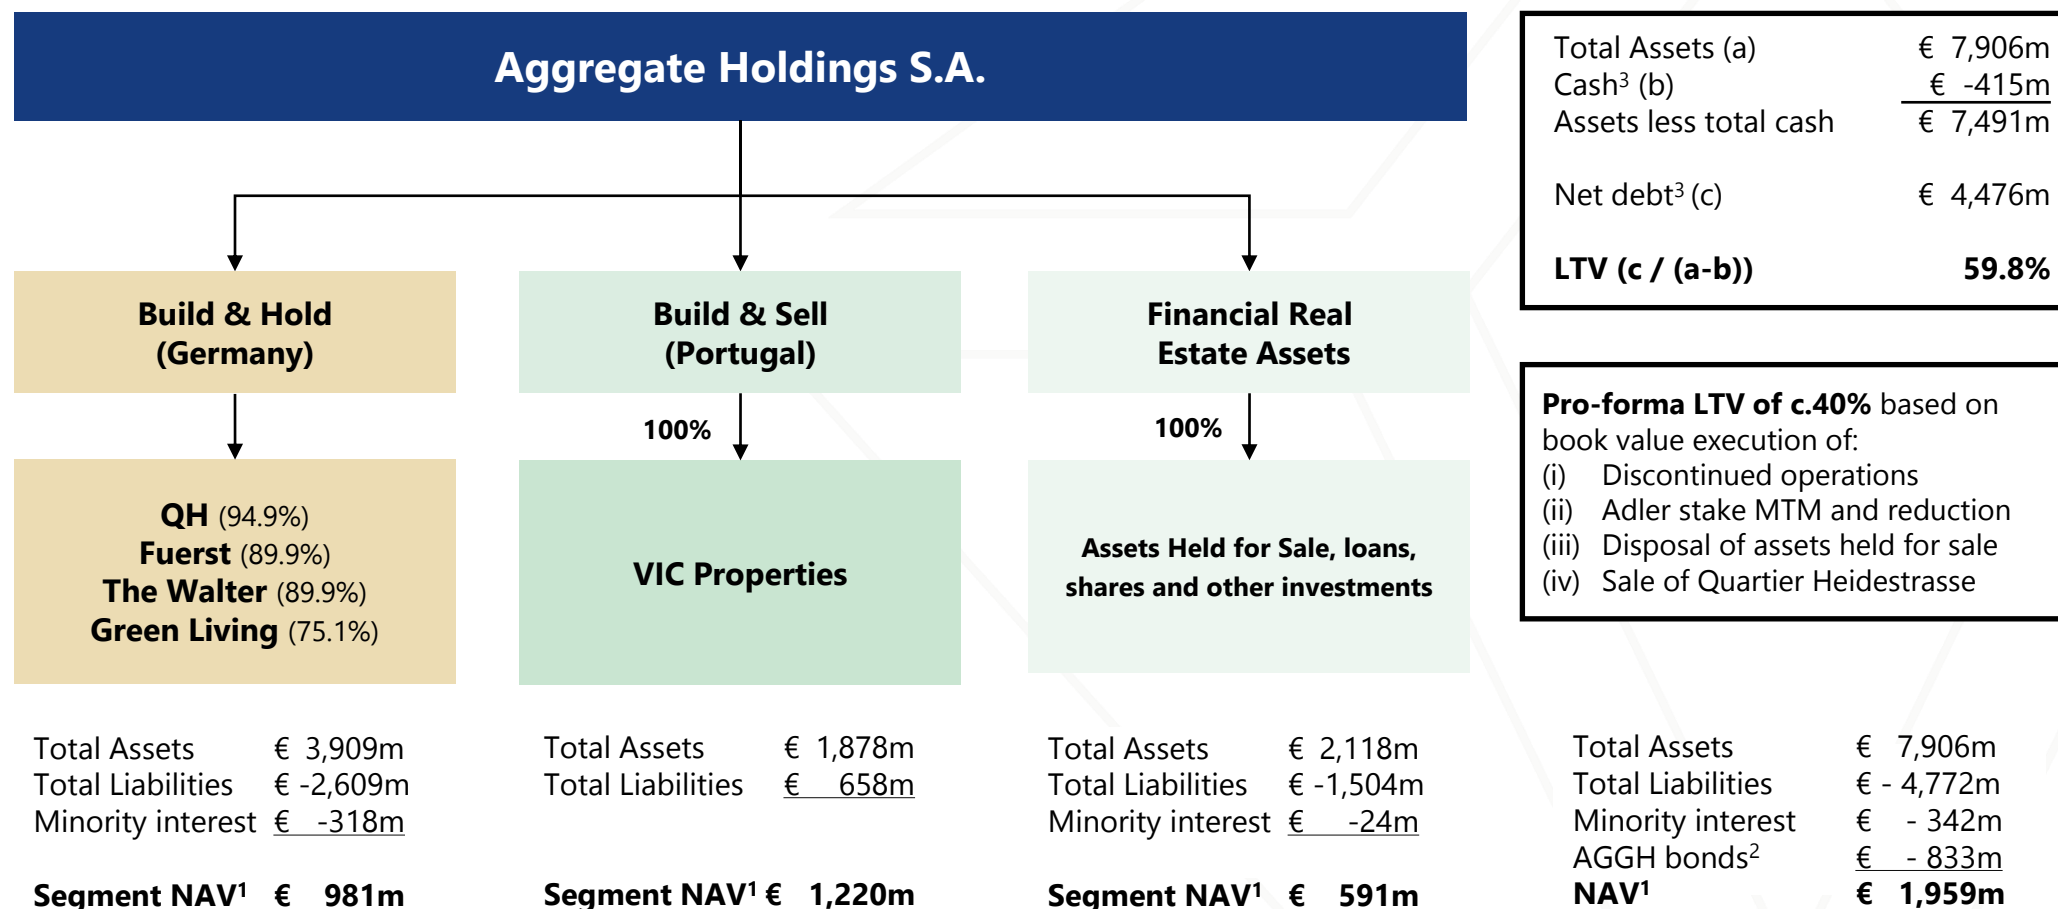 Aggregate Holdings S.A.
Build & Hold
(Germany)
Build & Sell
(Portugal)
Financial Real
Estate Assets
100%
100%
QH (94.9%)
Fuerst (89.9%)
The Walter (89.9%)
Green Living (75.1%)
VIC Properties
Assets Held for Sale, loans,
shares and other investments
Total Assets € 3,909m
Total Liabilities € -2,609m
Minority interest € -318m
Segment NAV¹ € 981m
Total Assets € 1,878m
Total Liabilities € 658m
Segment NAV¹ € 1,220m
Total Assets € 2,118m
Total Liabilities € -1,504m
Minority interest € -24m
Segment NAV¹ € 591m
Total Assets (a) € 7,906m
Cash³ (b) € -415m
Assets less total cash € 7,491m
Net debt³ (c) € 4,476m
LTV (c / (a-b)) 59.8%
Pro-forma LTV of c.40% based on
book value execution of:
(i) Discontinued operations
(ii) Adler stake MTM and reduction
(iii) Disposal of assets held for sale
(iv) Sale of Quartier Heidestrasse
Total Assets € 7,906m
Total Liabilities € - 4,772m
Minority interest € - 342m
AGGH bonds² € - 833m
NAV¹ € 1,959m